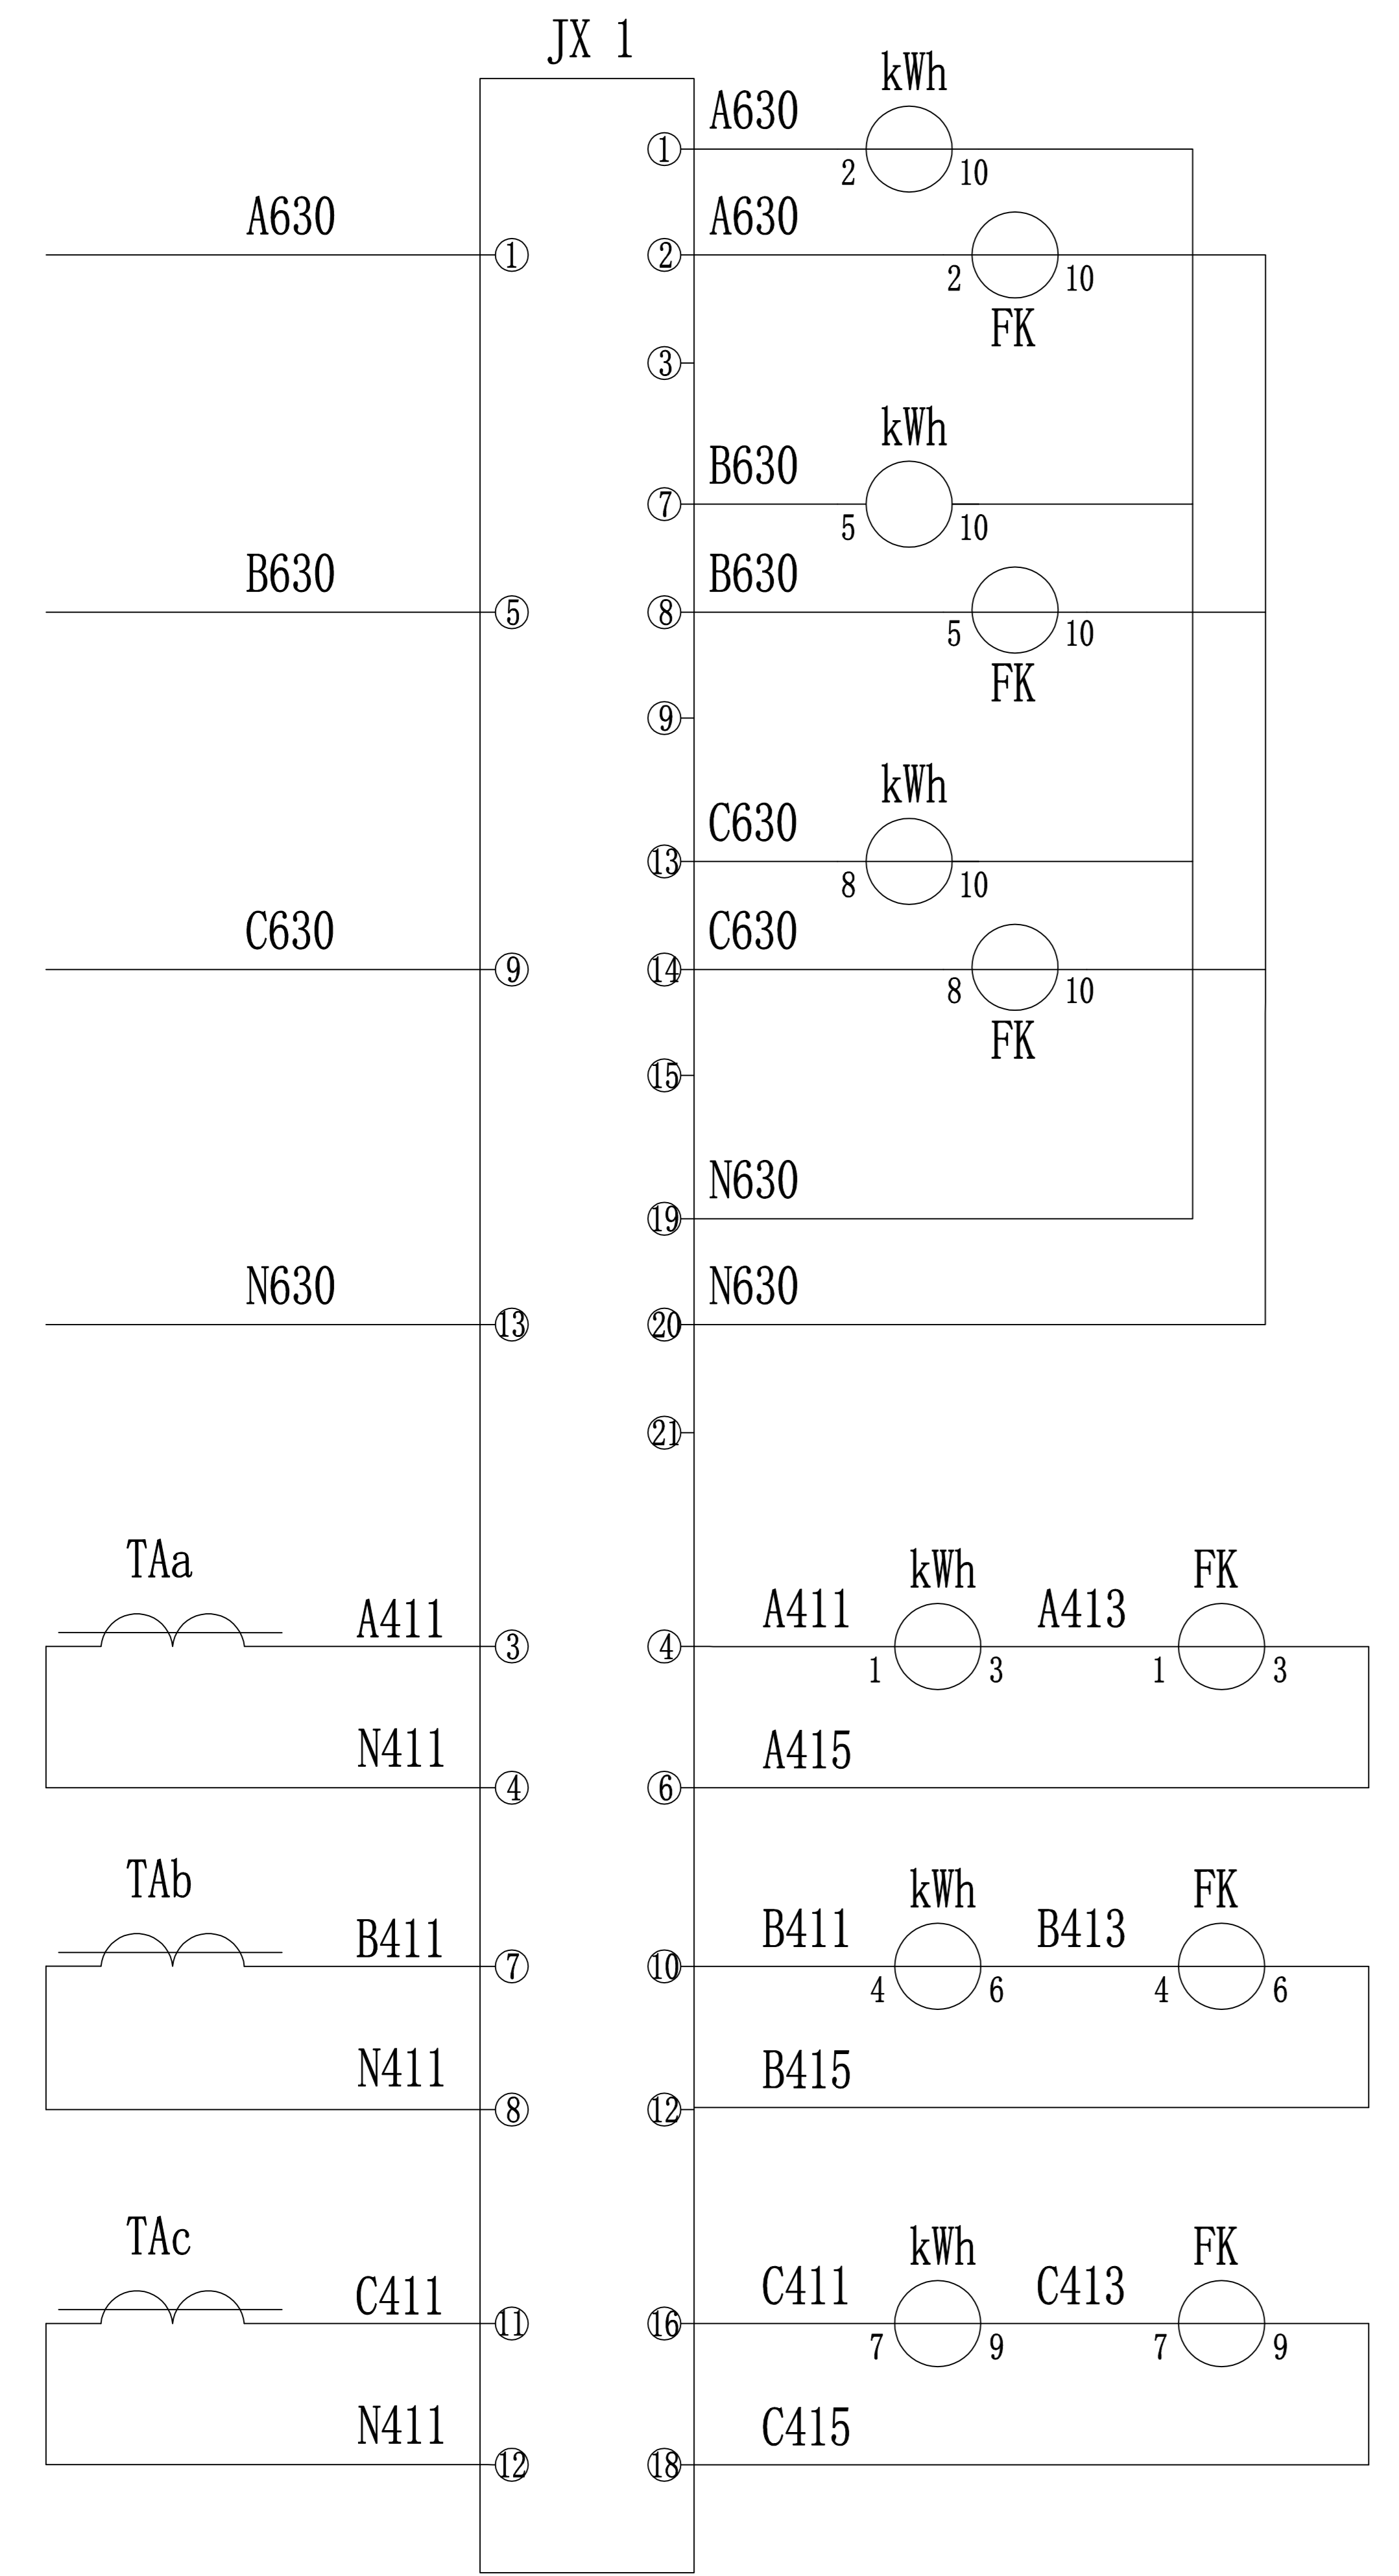 JX 1
kWh
A630
1
2 10
A630 A630
1 2
2 10
FK
3
kWh
B630
7
5 10
B630 B630
5 8
5 10
FK
9
kWh
C630
13
8 10
C630 C630
9 14
8 10
FK
15
N630
19
N630 N630
13 20
21
TAa kWh FK
A411 A411 A413
3 4
1 3 1 3
N411 A415
4 6
TAb kWh FK
B411 B411 B413
7 10
4 6 4 6
N411 B415
8 12
TAc kWh FK
C411 C411 C413
11 16
7 9 7 9
N411 C415
12 18